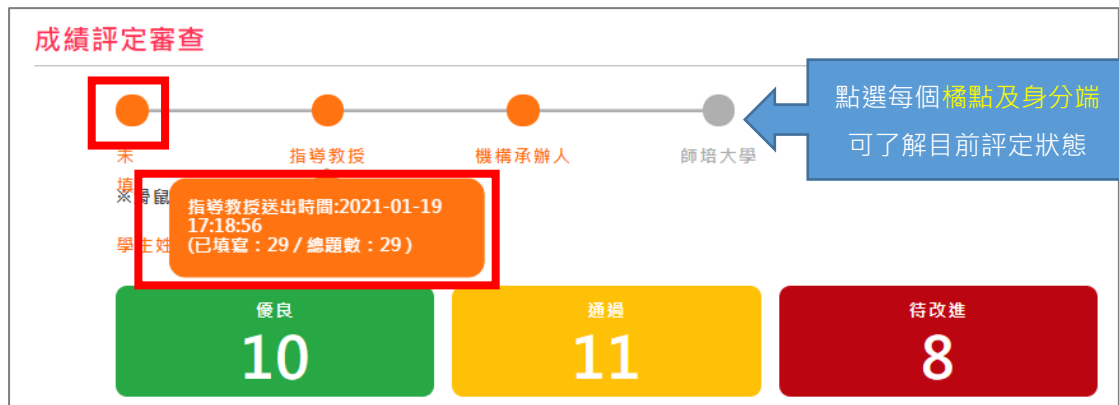 成績評定審查
點選每個橘點及身分端
可了解目前評定狀態
未
指導教授
機構承辦人
師培大學
填
※滑鼠
指導教授送出時間:2021-01-19
17:18:56
(已填寫：29 / 總題數：29 )
學生姓
優良
通過
待改進
10
11
8